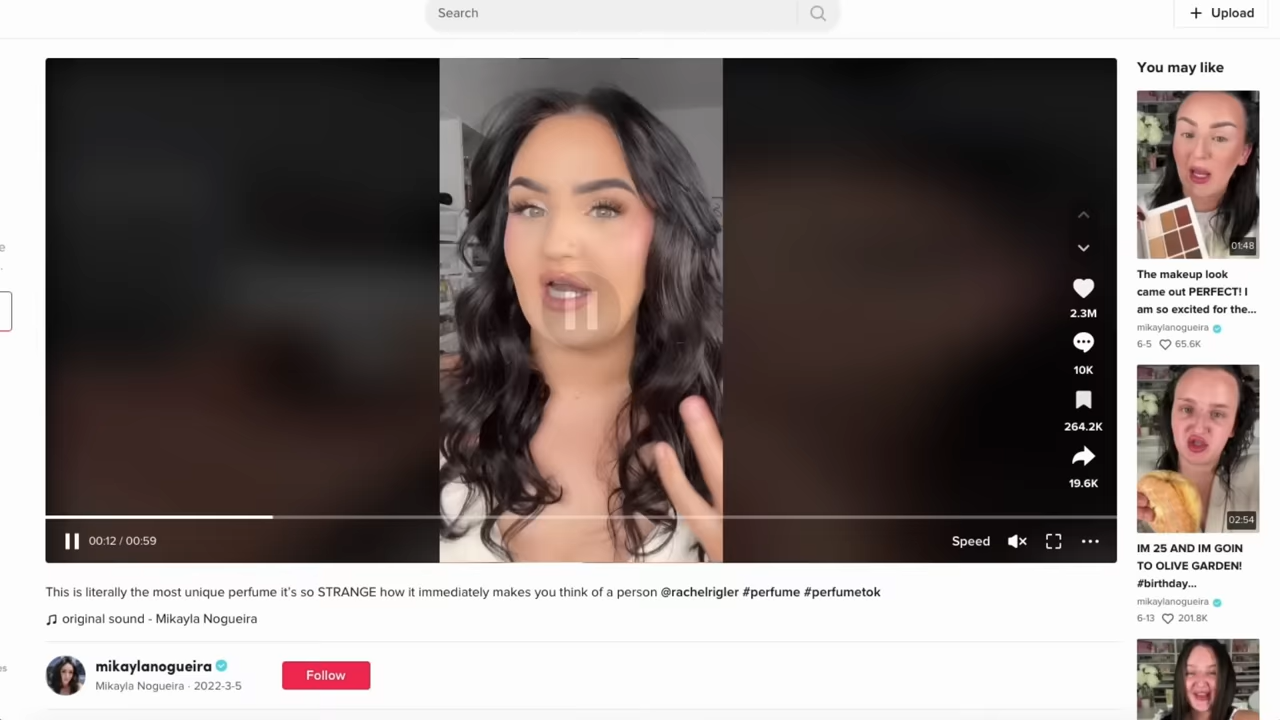 Search
Upload
You may like
01:48
The makeup look
came out PERFECT! I
am so excited for the...
mikaylanogueira
6-5 65.6K
02:54
IM 25 AND IM GOIN
TO OLIVE GARDEN!
#birthday...
mikaylanogueira
6-13 201.8K
2.3M
10K
264.2K
19.6K
00:12 / 00:59
Speed
This is literally the most unique perfume it's so STRANGE how it immediately makes you think of a person @rachelrigler #perfume #perfumetok
original sound - Mikayla Nogueira
mikaylanogueira
Mikayla Nogueira · 2022-3-5
Follow